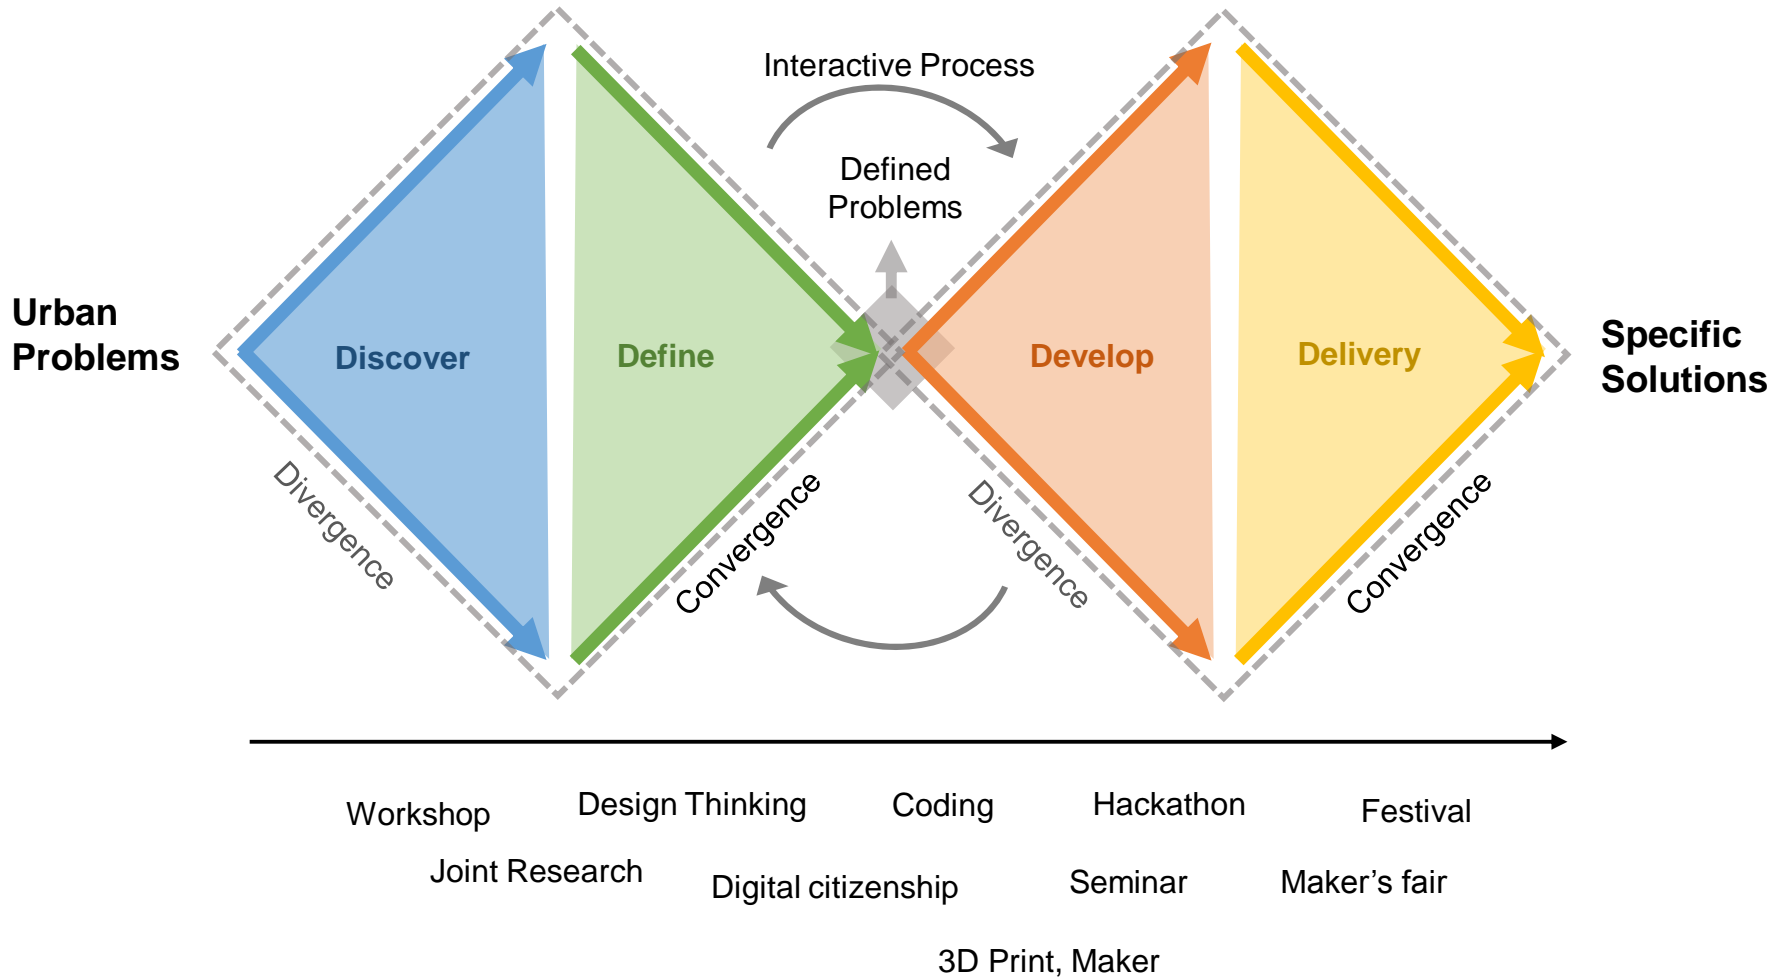 Interactive Process
Defined
Problems
Urban
Problems
Discover
Define
Develop
Delivery
Specific
Solutions
Divergence
Convergence
Divergence
Convergence
Workshop
Design Thinking
Coding
Hackathon
Festival
Joint Research
Digital citizenship
Seminar
Maker’s fair
3D Print, Maker